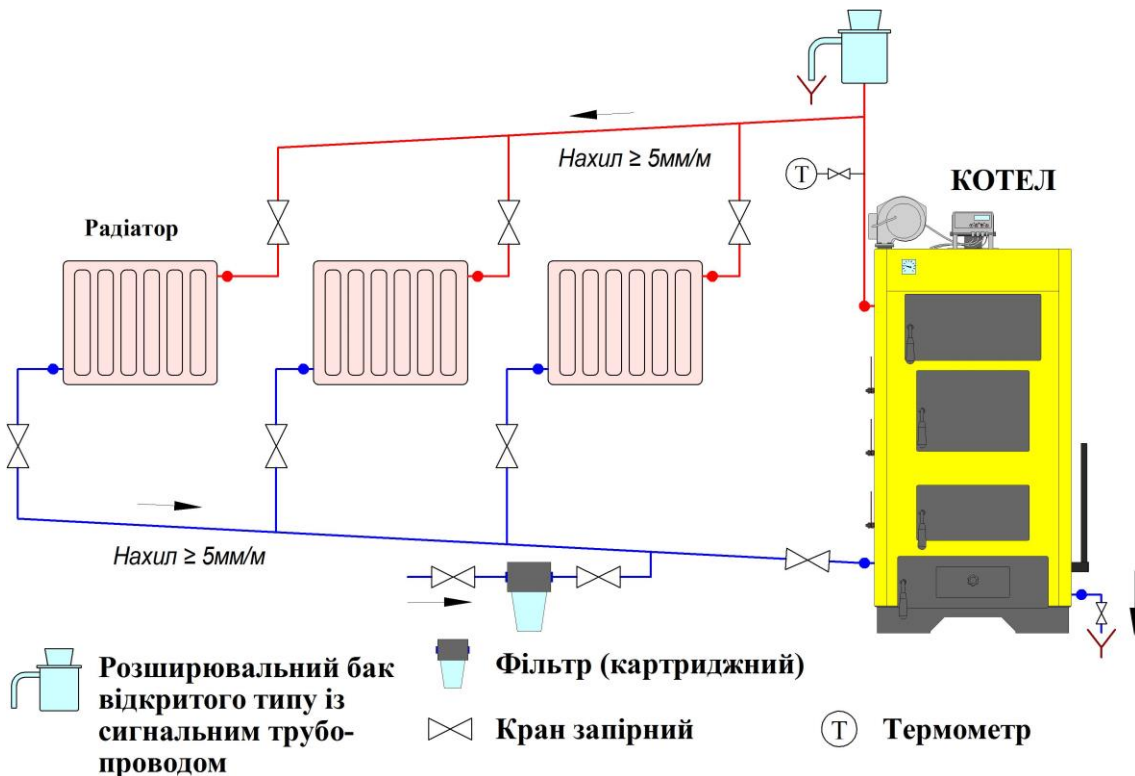 Нахил ≥ 5мм/м
Т
КОТЕЛ
Радіатор
Нахил ≥ 5мм/м
Розширювальний бак
відкритого типу із
сигнальним трубо-
проводом
Фільтр (картриджний)
Кран запірний
Т
Термометр